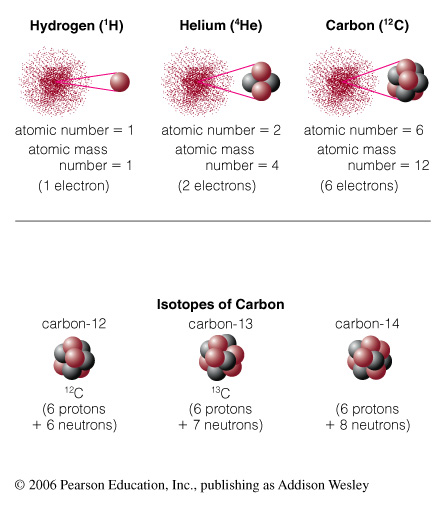 Hydrogen (¹H)
atomic number = 1
atomic mass
number = 1
(1 electron)
Helium (⁴He)
atomic number = 2
atomic mass
number = 4
(2 electrons)
Carbon (¹²C)
atomic number = 6
atomic mass
number = 12
(6 electrons)
Isotopes of Carbon
carbon-12
¹²C
(6 protons
+ 6 neutrons)
carbon-13
¹³C
(6 protons
+ 7 neutrons)
carbon-14
(6 protons
+ 8 neutrons)
© 2006 Pearson Education, Inc., publishing as Addison Wesley